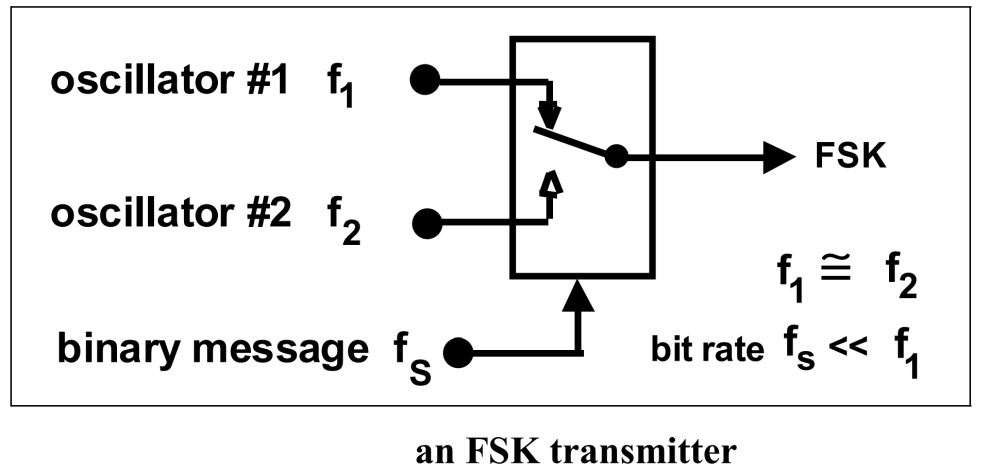 oscillator #1 f1
FSK
oscillator #2 f2
f1 ≅ f2
binary message fS
bit rate fs << f1
an FSK transmitter